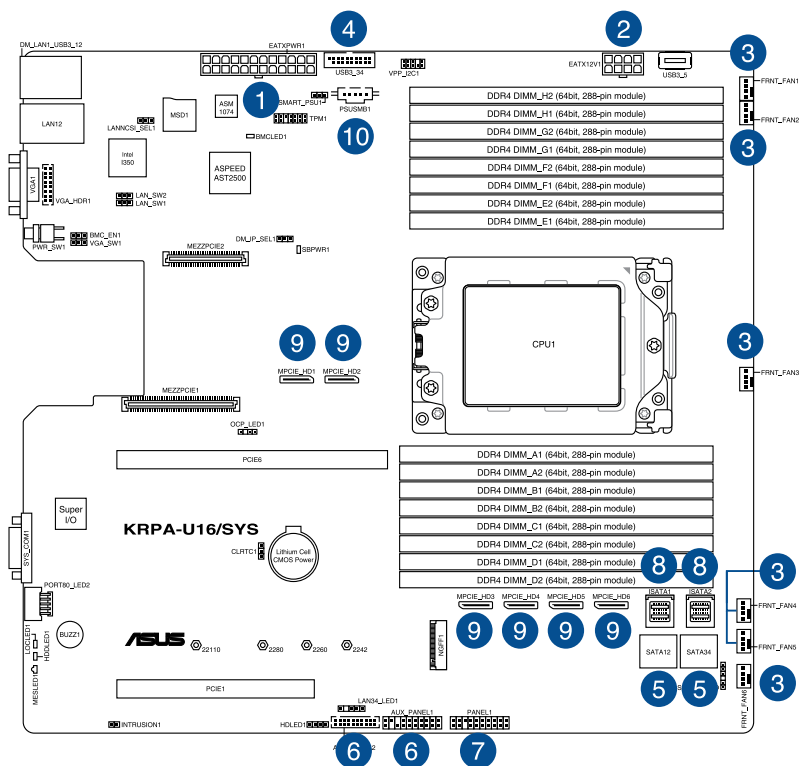 DM_LAN1_USB3_12
EATXPWR1
4
2
USB3_34
VPP_I2C1
EATX12V1
USB3_5
3
FRNT_FAN1
FRNT_FAN2
3
1
SMART_PSU1
PSUSMB1
10
TPM1
BMCLED1
LAN12
LANNCSI_SEL1
MSD1
ASM
1074
Intel
I350
ASPEED
AST2500
VGA1
VGA_HDR1
LAN_SW2
LAN_SW1
PWR_SW1
BMC_EN1
VGA_SW1
DM_IP_SEL1
MEZZPCIE2
SBPWR1
DDR4 DIMM_H2 (64bit, 288-pin module)
DDR4 DIMM_H1 (64bit, 288-pin module)
DDR4 DIMM_G2 (64bit, 288-pin module)
DDR4 DIMM_G1 (64bit, 288-pin module)
DDR4 DIMM_F2 (64bit, 288-pin module)
DDR4 DIMM_F1 (64bit, 288-pin module)
DDR4 DIMM_E2 (64bit, 288-pin module)
DDR4 DIMM_E1 (64bit, 288-pin module)
CPU1
3
FRNT_FAN3
9
9
MPCIE_HD1
MPCIE_HD2
MEZZPCIE1
OCP_LED1
PCIE6
DDR4 DIMM_A1 (64bit, 288-pin module)
DDR4 DIMM_A2 (64bit, 288-pin module)
DDR4 DIMM_B1 (64bit, 288-pin module)
DDR4 DIMM_B2 (64bit, 288-pin module)
DDR4 DIMM_C1 (64bit, 288-pin module)
DDR4 DIMM_C2 (64bit, 288-pin module)
DDR4 DIMM_D1 (64bit, 288-pin module)
DDR4 DIMM_D2 (64bit, 288-pin module)
Super
I/O
KRPA-U16/SYS
CLRTC1
Lithium Cell
CMOS Power
SYS_COM1
PORT80_LED2
LOCLED1
HDDLED1
BUZZ1
MESLED1
ASUS
22110
2280
2260
2242
NGFF1
MPCIE_HD3
MPCIE_HD4
MPCIE_HD5
MPCIE_HD6
9
9
9
9
8
8
ISATA1
ISATA2
3
FRNT_FAN4
FRNT_FAN5
SATA12
SATA34
5
5
3
FRNT_FAN6
PCIE1
LAN34_LED1
AUX_PANEL1
PANEL1
INTRUSION1
HDLED1
6
6
7